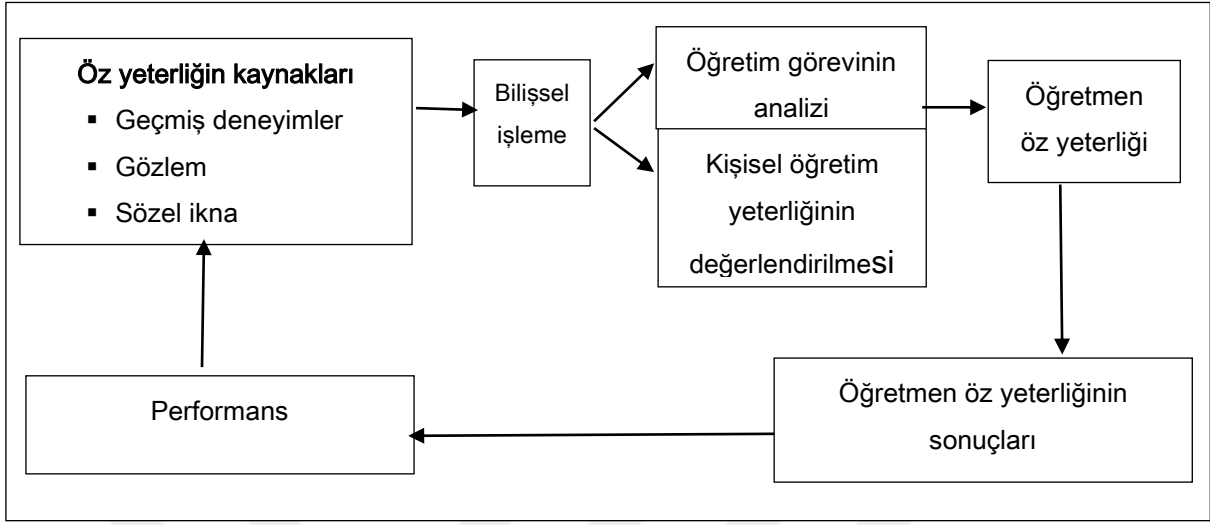 Öz yeterliğin kaynakları
▪ Geçmiş deneyimler
▪ Gözlem
▪ Sözel ikna
Bilişsel
işleme
Öğretim görevinin
analizi
Kişisel öğretim
yeterliğinin
değerlendirilmesi
Öğretmen
öz yeterliği
Öğretmen öz yeterliğinin
sonuçları
Performans